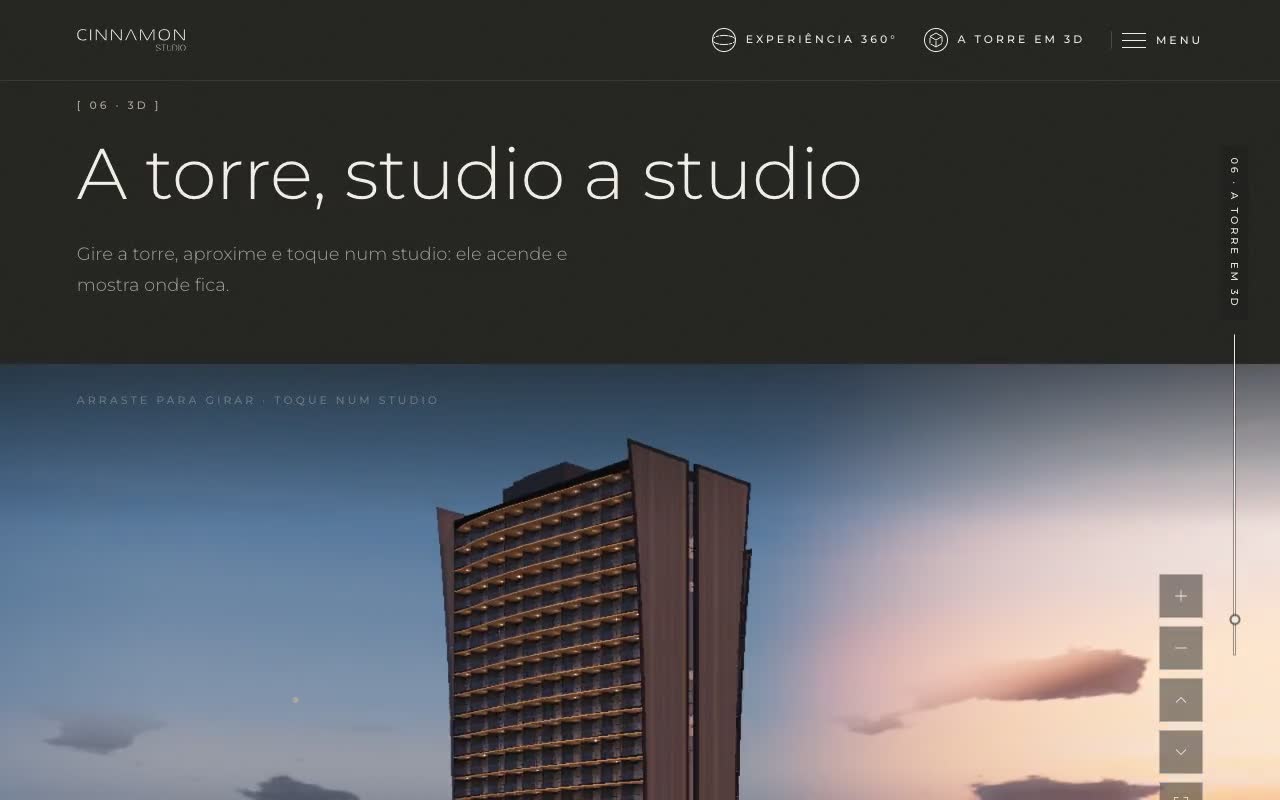 CINNAMON
STUDIO
EXPERIÊNCIA 360°
A TORRE EM 3D
MENU
[ 06 · 3D ]
A torre, studio a studio
Gire a torre, aproxime e toque num studio: ele acende e
mostra onde fica.
06 · A TORRE EM 3D
ARRASTE PARA GIRAR · TOQUE NUM STUDIO